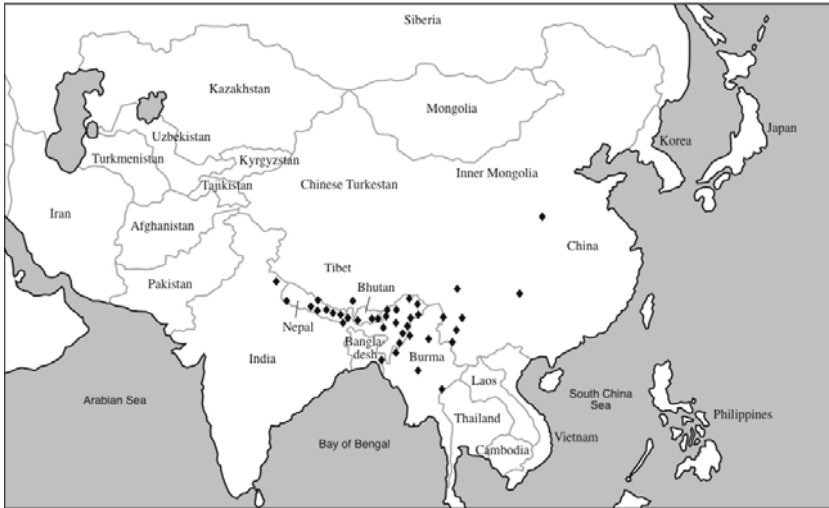 Siberia
Kazakhstan
Mongolia
Japan
Uzbekistan
Korea
Turkmenistan
Kyrgyzstan
Inner Mongolia
Tajikistan
Chinese Turkestan
Iran
Afghanistan
China
Tibet
Pakistan
Bhutan
Nepal
Bangla-
desh
India
Burma
Laos
Arabian Sea
South China
Sea
Thailand
Philippines
Bay of Bengal
Vietnam
Cambodia